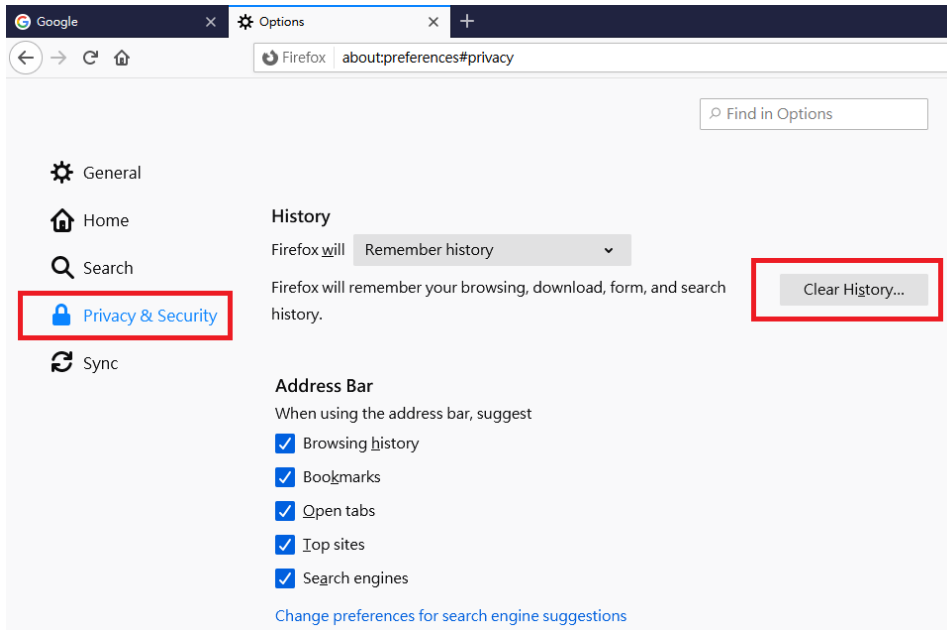 Google
Options
Firefox about:preferences#privacy
Find in Options
General
Home
Search
Privacy & Security
Sync
History
Firefox will Remember history
Firefox will remember your browsing, download, form, and search
history.
Clear History...
Address Bar
When using the address bar, suggest
Browsing history
Bookmarks
Open tabs
Top sites
Search engines
Change preferences for search engine suggestions